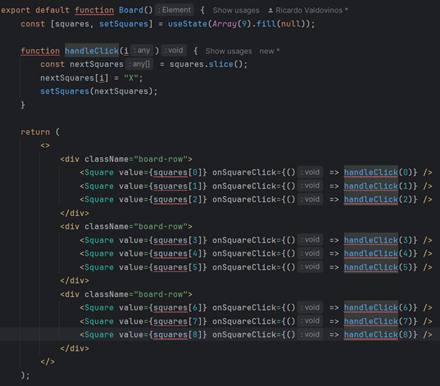 export default function Board() : Element { Show usages Ricardo Valdovinos *
const [squares, setSquares] = useState(Array(9).fill(null));
function handleClick(i : any ) : void { Show usages new *
const nextSquares : any[] = squares.slice();
nextSquares[i] = "X";
setSquares(nextSquares);
}
return (
<>
<div className="board-row">
<Square value={squares[0]} onSquareClick={() : void => handleClick(0)} />
<Square value={squares[1]} onSquareClick={() : void => handleClick(1)} />
<Square value={squares[2]} onSquareClick={() : void => handleClick(2)} />
</div>
<div className="board-row">
<Square value={squares[3]} onSquareClick={() : void => handleClick(3)} />
<Square value={squares[4]} onSquareClick={() : void => handleClick(4)} />
<Square value={squares[5]} onSquareClick={() : void => handleClick(5)} />
</div>
<div className="board-row">
<Square value={squares[6]} onSquareClick={() : void => handleClick(6)} />
<Square value={squares[7]} onSquareClick={() : void => handleClick(7)} />
<Square value={squares[8]} onSquareClick={() : void => handleClick(8)} />
</div>
</>
);